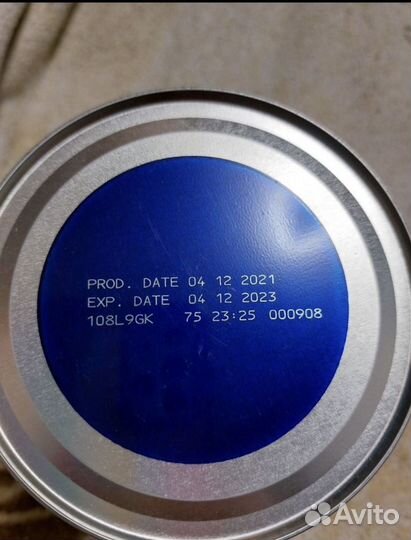 PROD. DATE 04 12 2021
EXP. DATE 04 12 2023
108L9GK 75 23:25 000908
Avito